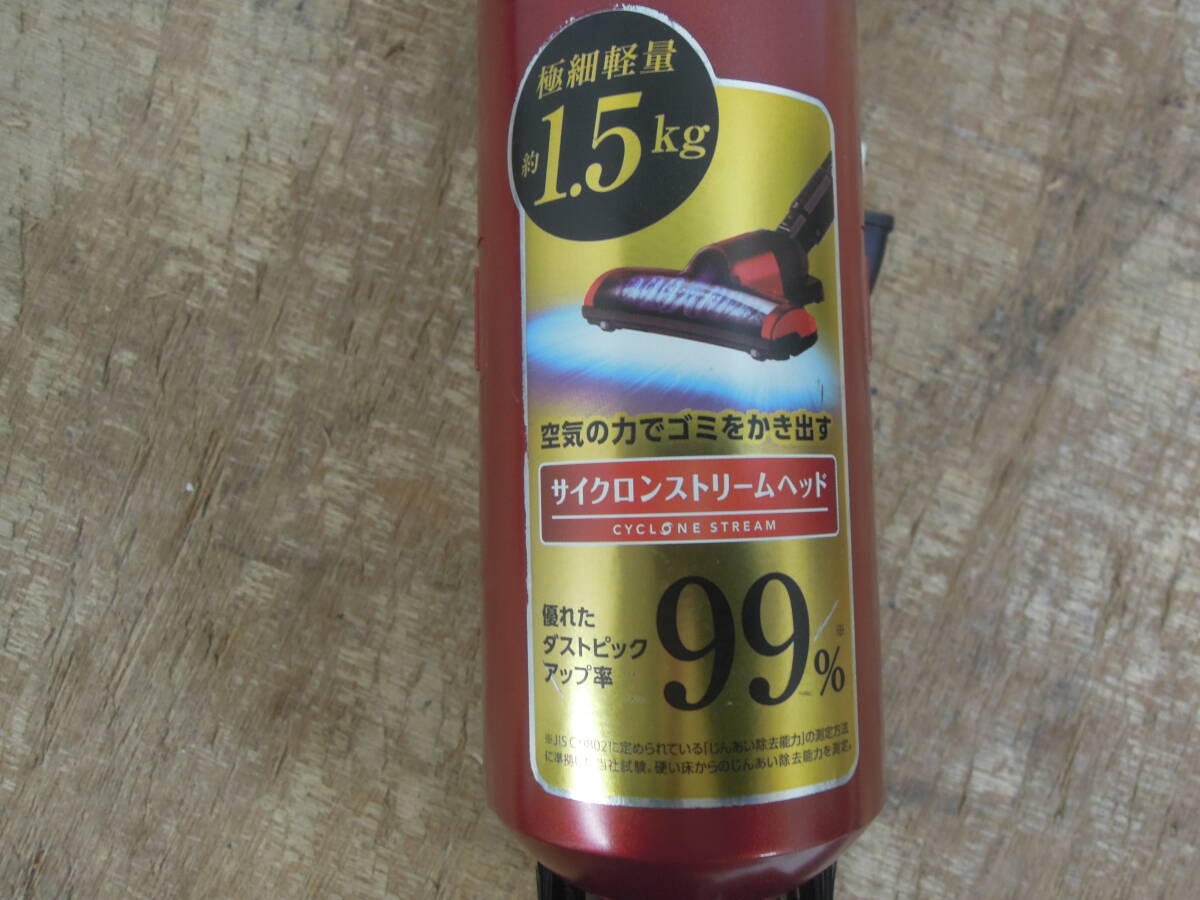 極細軽量
約1.5kg
空気の力でゴミをかき出す
サイクロンストリームヘッド
CYCLONE STREAM
優れた
ダストピック
アップ率
99%※
※JIS C 9802に定められている「じんあい除去能力」の測定方法
に準拠した当社試験。硬い床からのじんあい除去能力を測定。